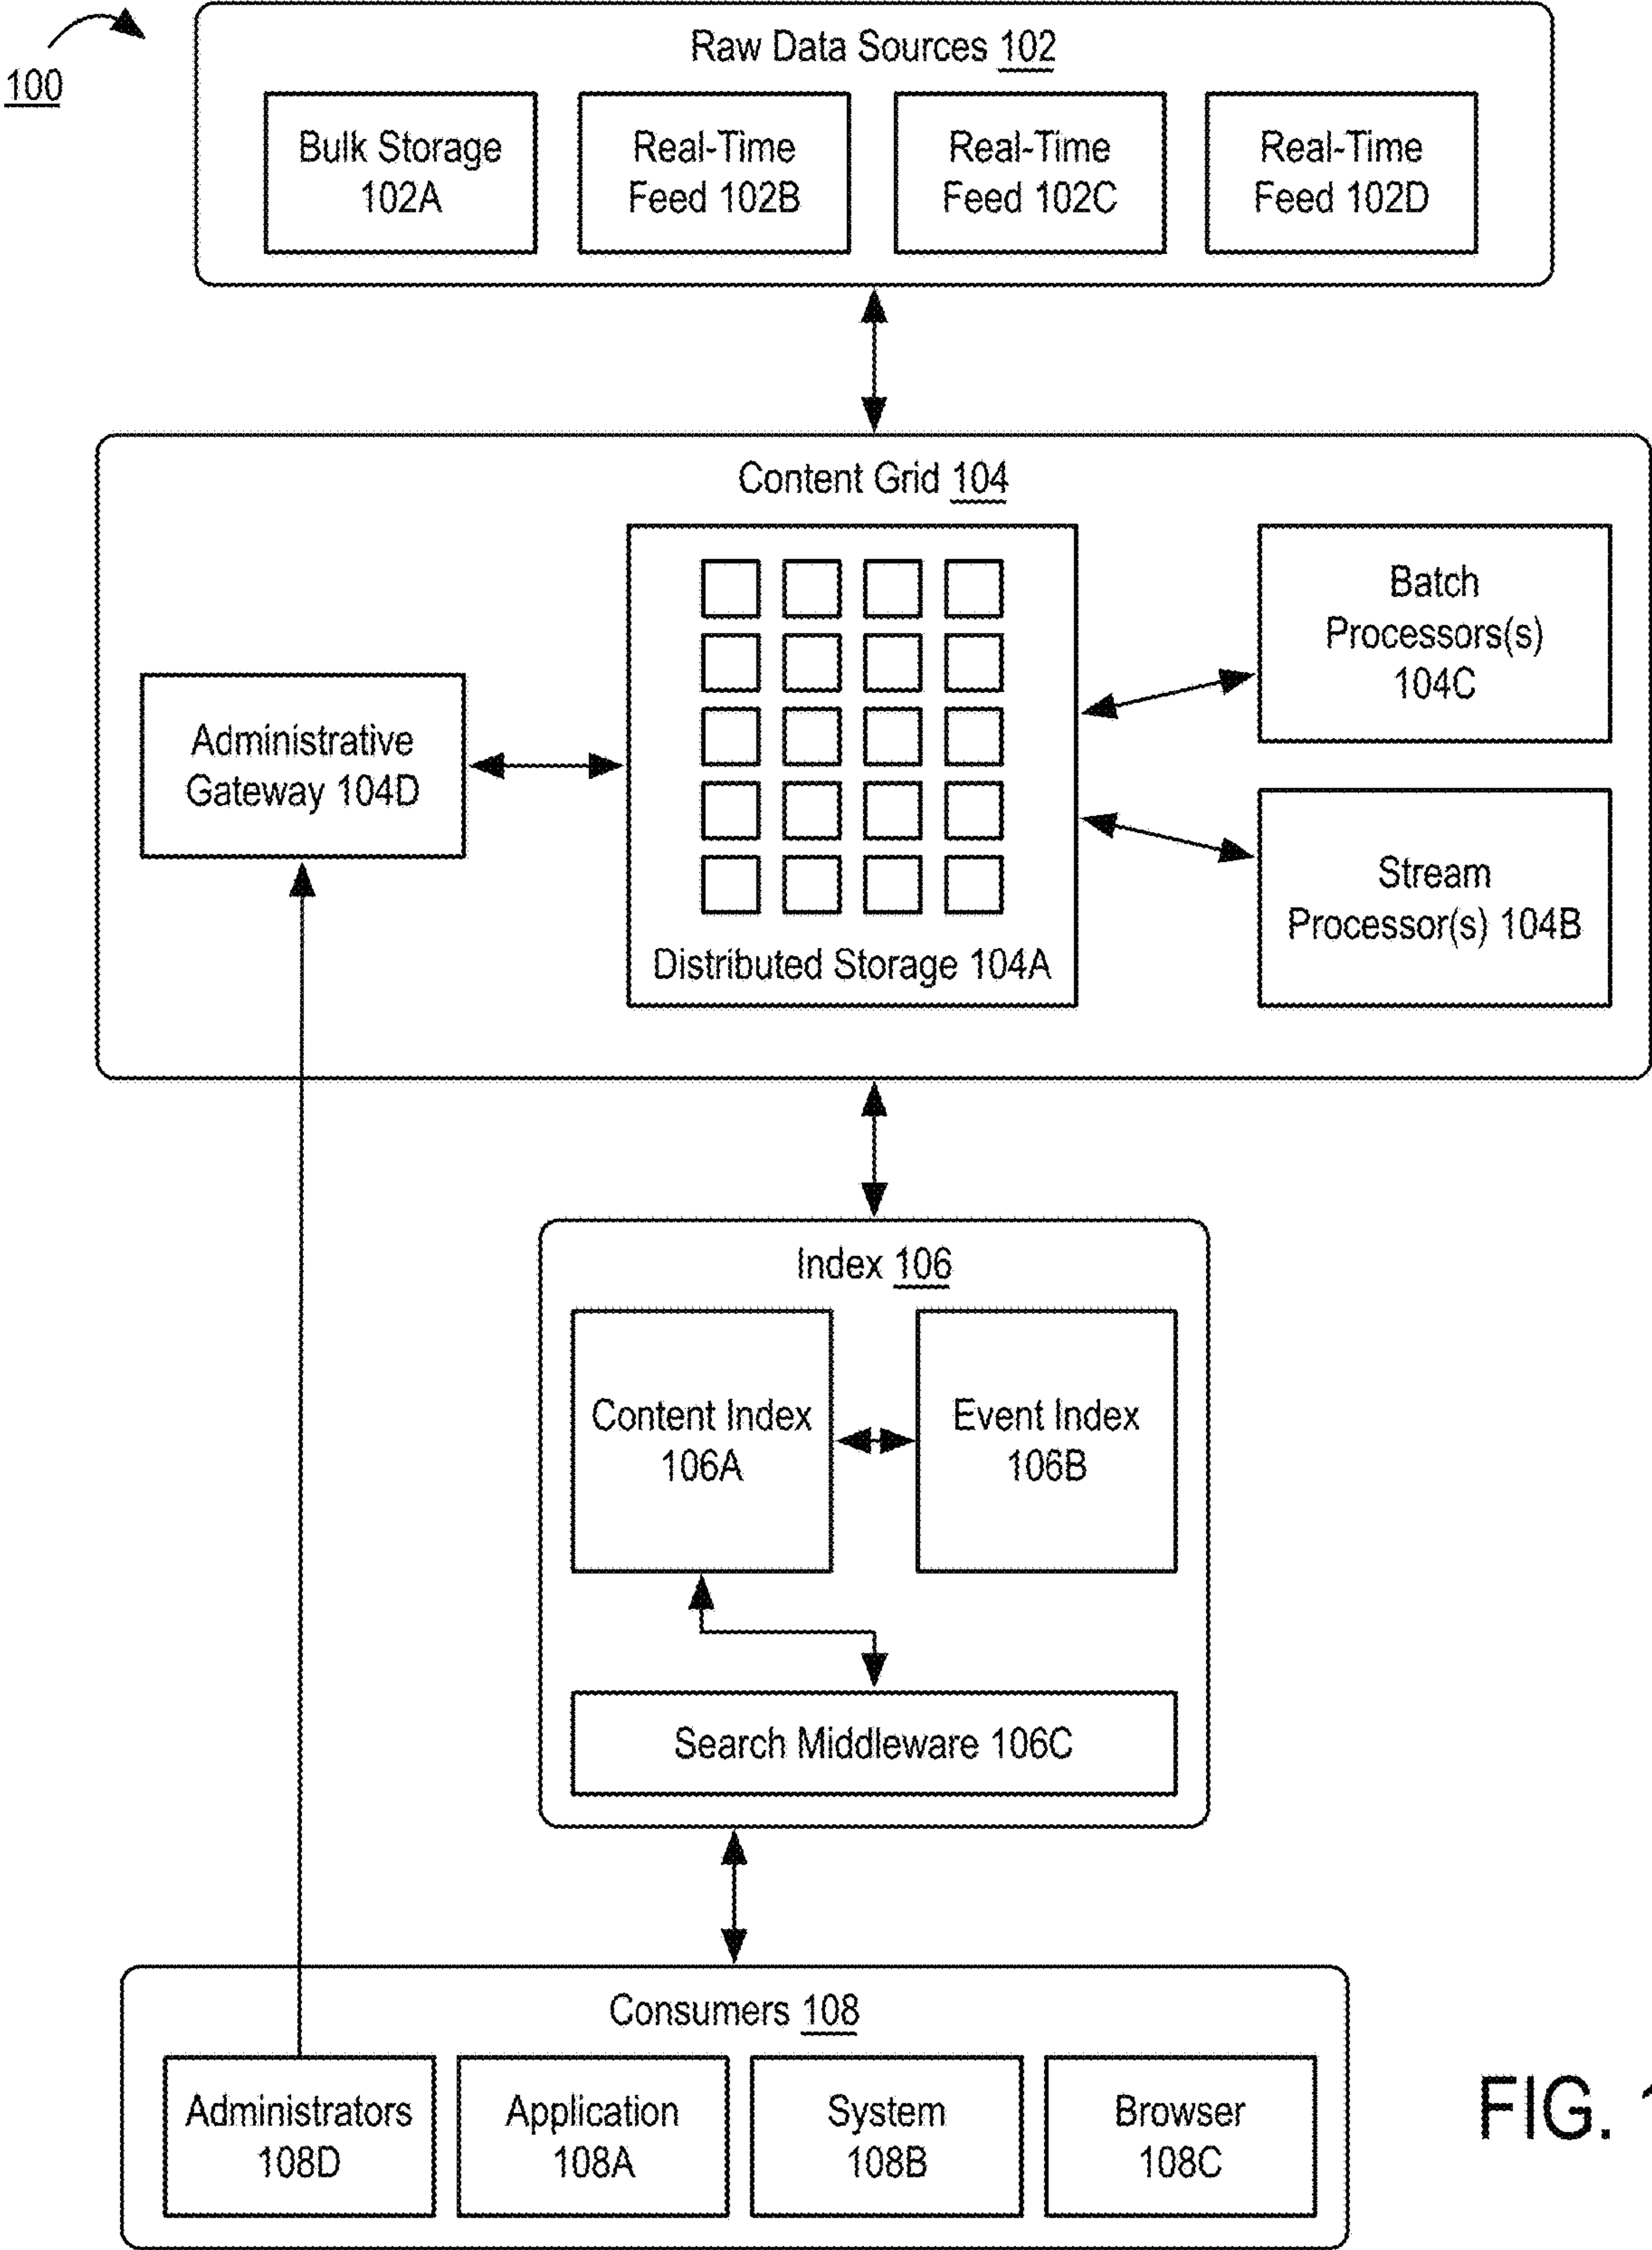 100
Raw Data Sources 102
Bulk Storage
102A
Real-Time
Feed 102B
Real-Time
Feed 102C
Real-Time
Feed 102D
Content Grid 104
Administrative
Gateway 104D
Distributed Storage 104A
Batch
Processors(s)
104C
Stream
Processor(s) 104B
Index 106
Content Index
106A
Event Index
106B
Search Middleware 106C
Consumers 108
Administrators
108D
Application
108A
System
108B
Browser
108C
FIG. 1